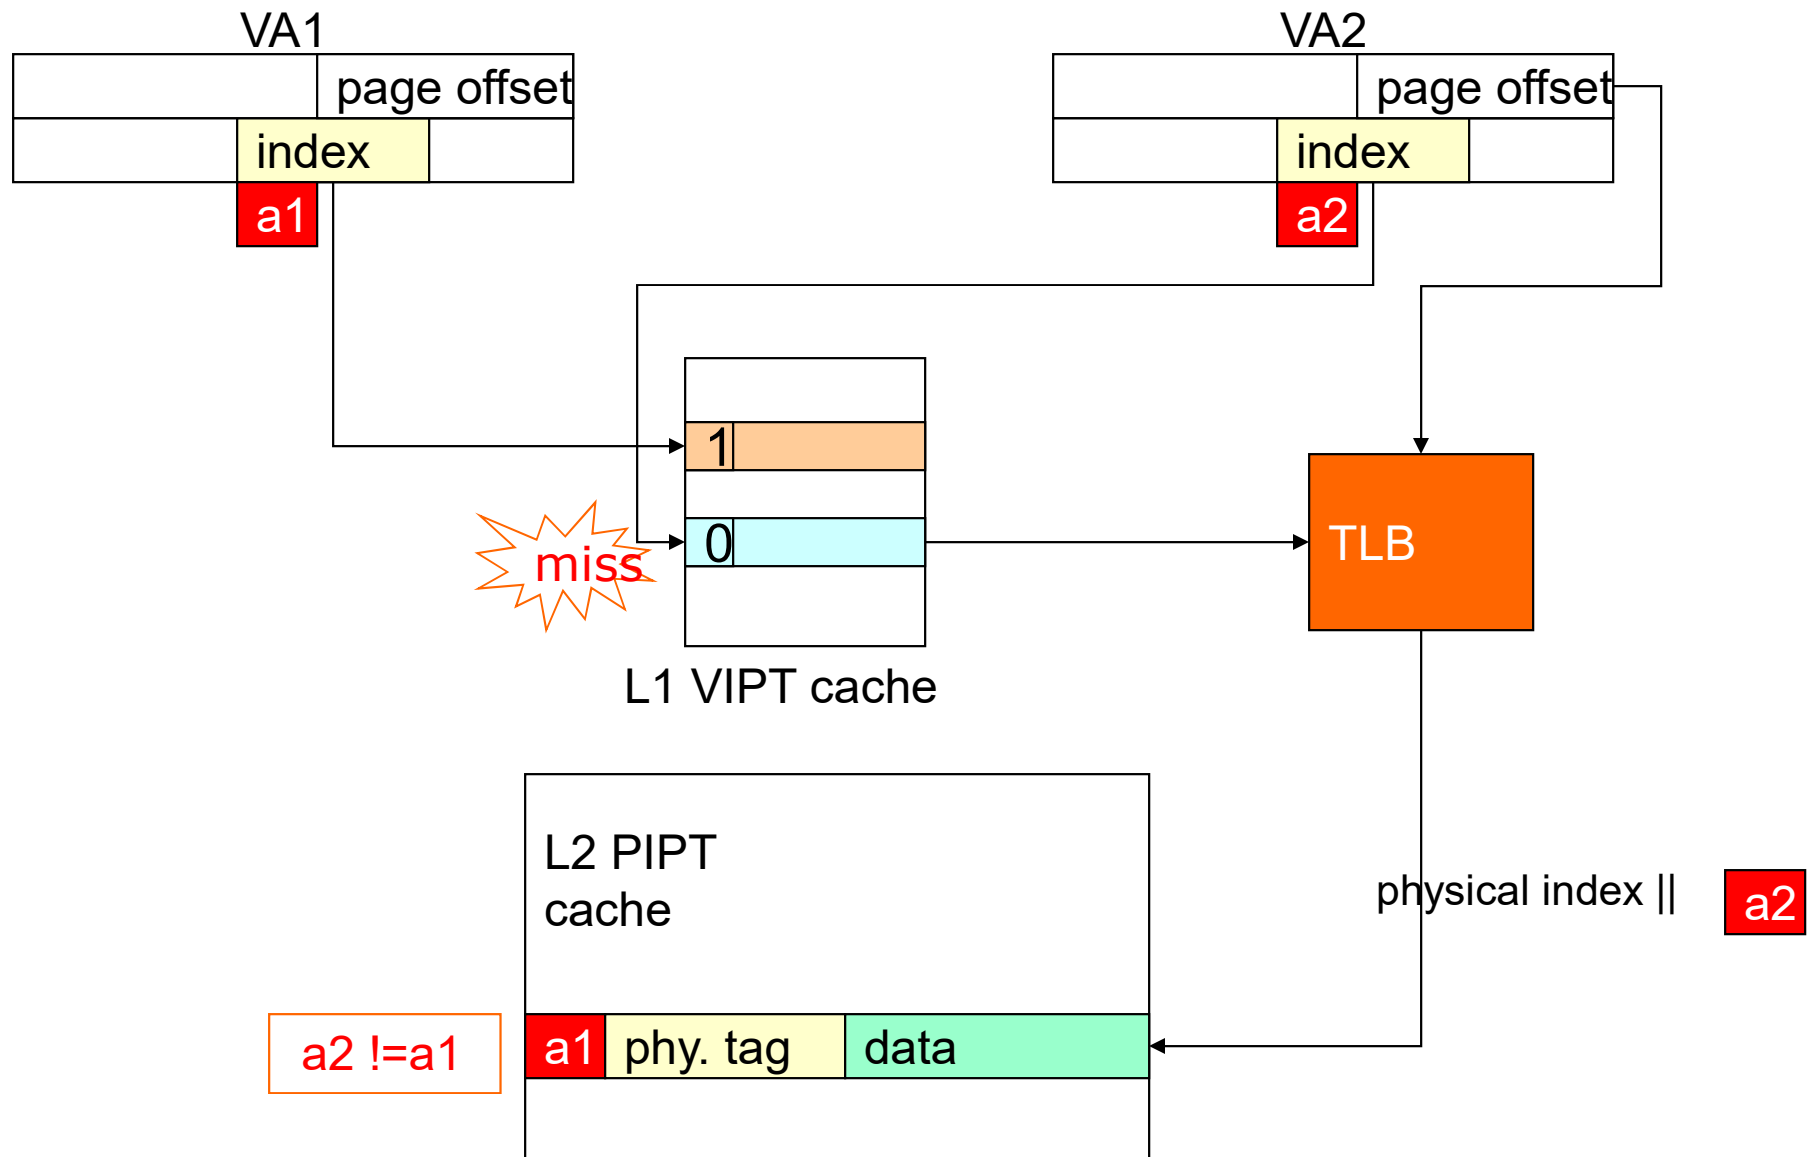 VA1
VA2
page offset
page offset
index
index
a1
a2
1
0
miss
TLB
L1 VIPT cache
L2 PIPT
cache
physical index ||
a2
a2 !=a1
a1
phy. tag
data